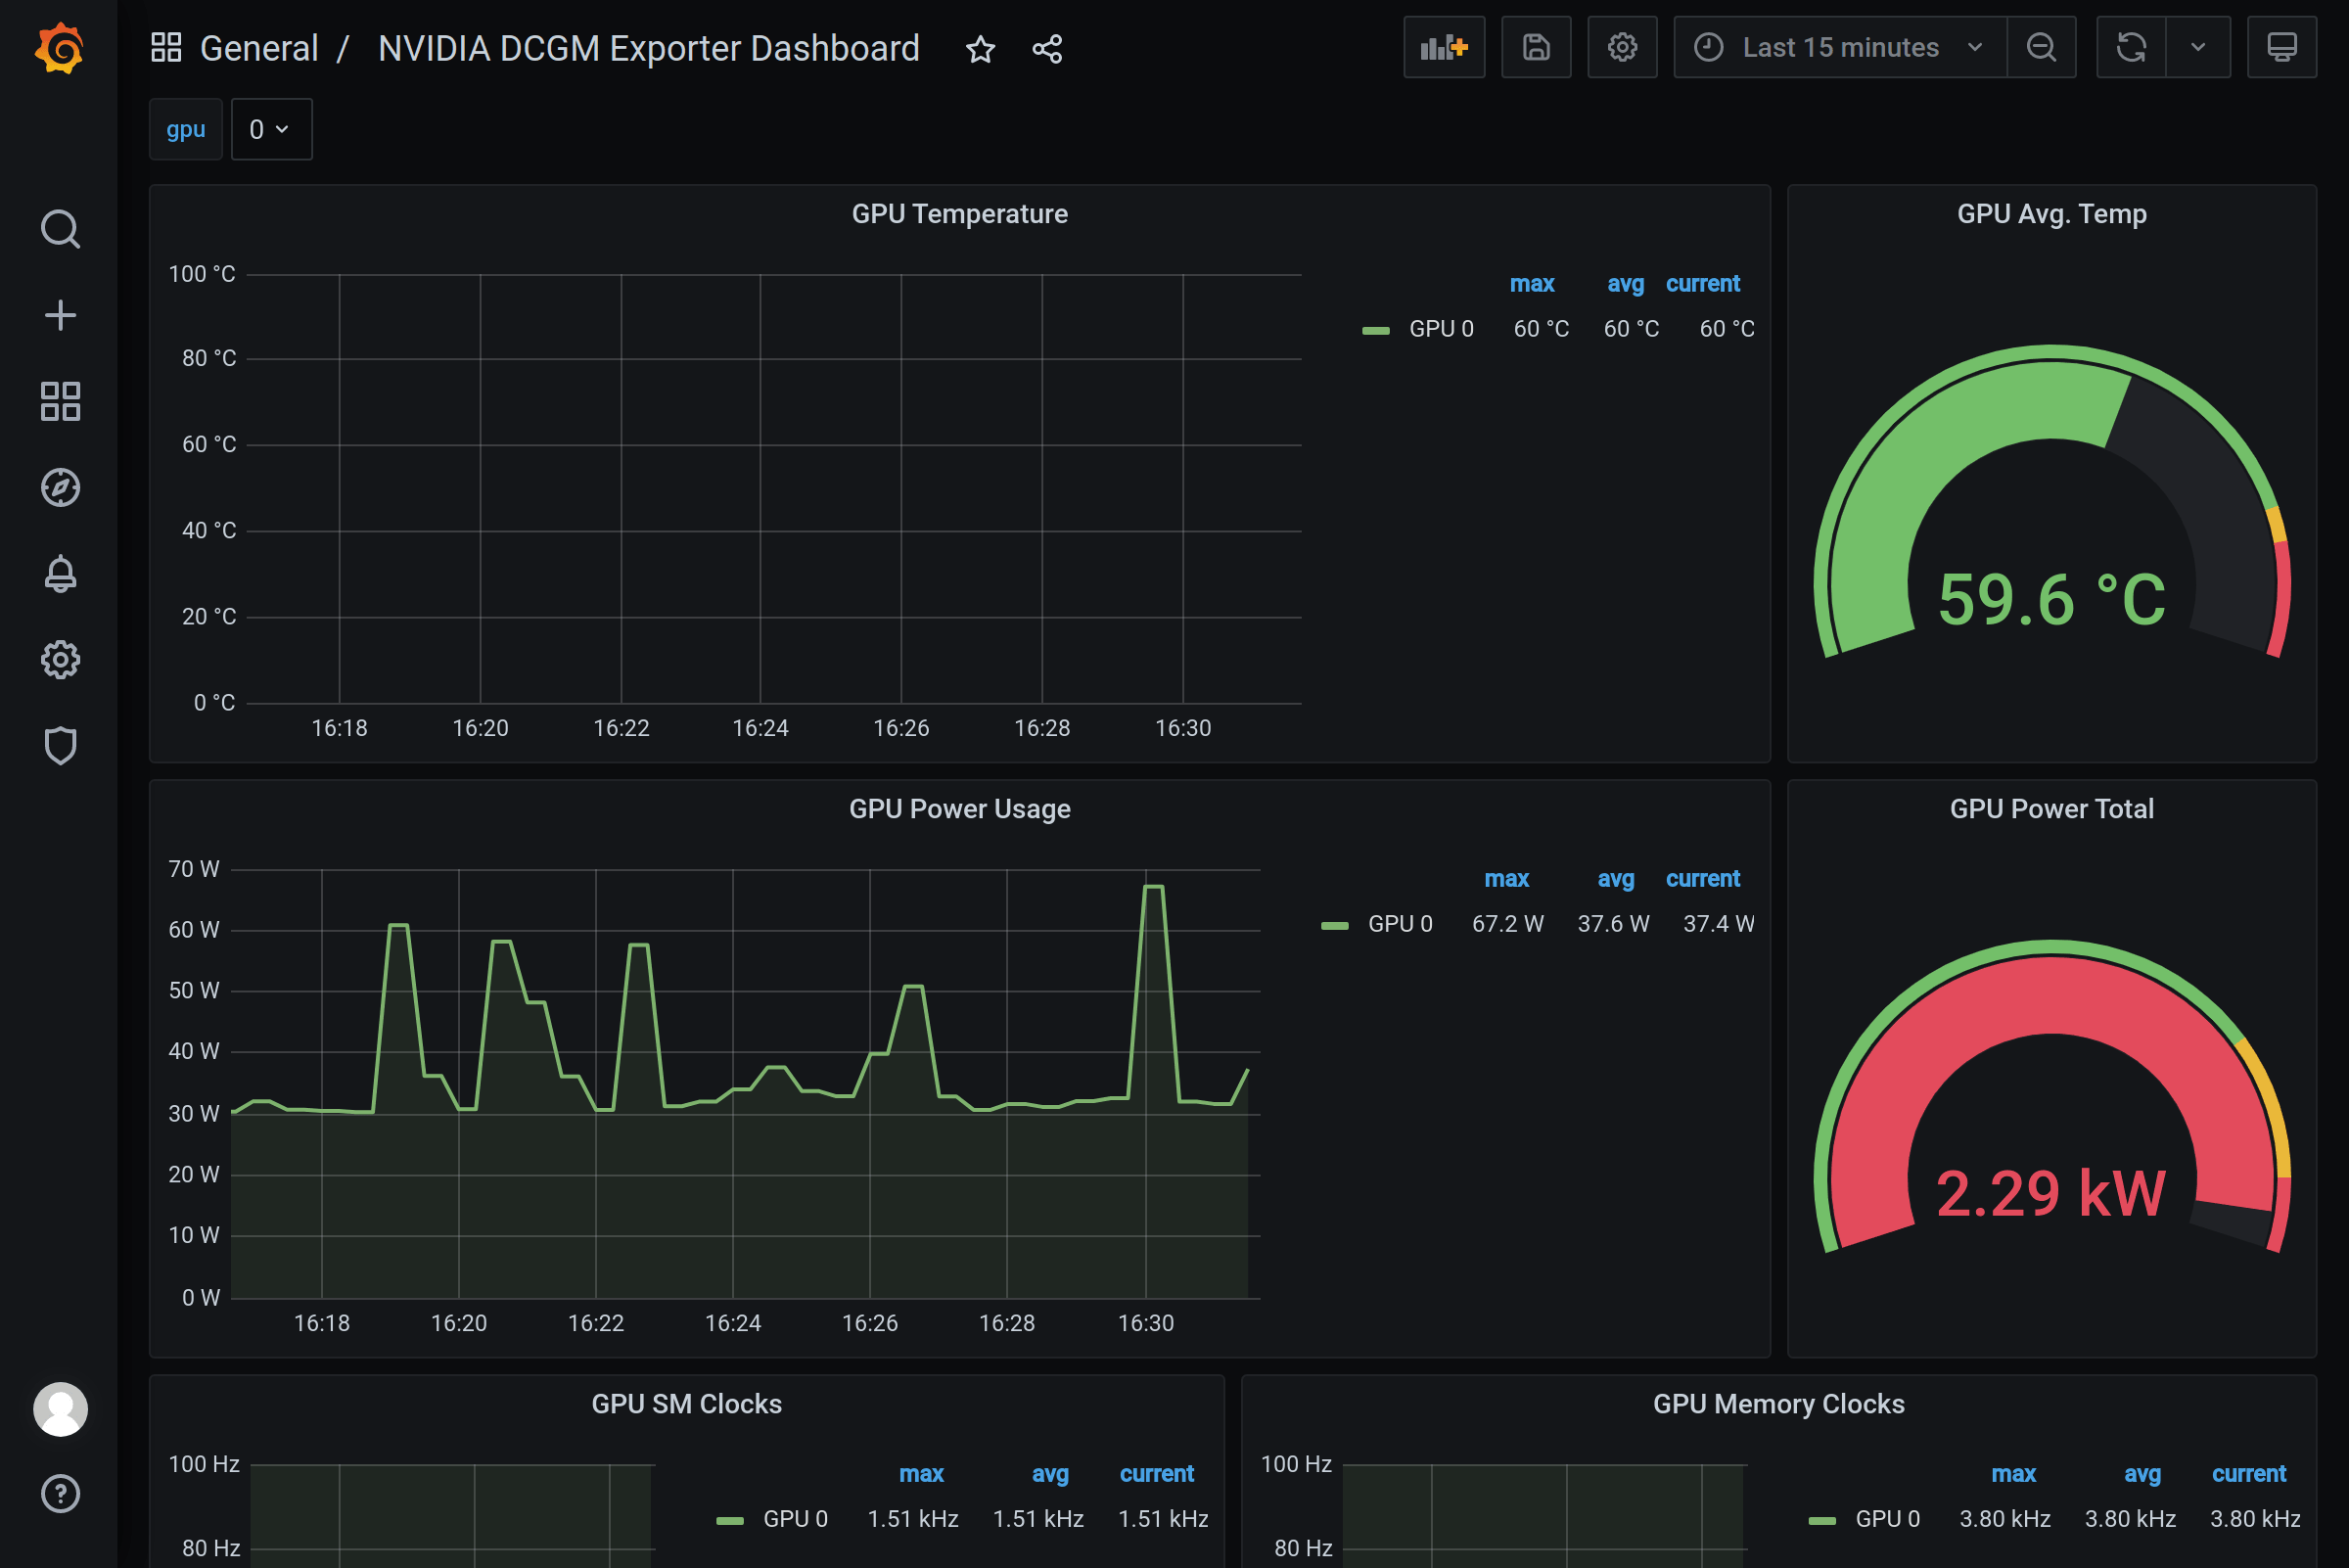 General / NVIDIA DCGM Exporter Dashboard
Last 15 minutes
gpu 0
GPU Temperature
100 °C
80 °C
60 °C
40 °C
20 °C
0 °C
16:18 16:20 16:22 16:24 16:26 16:28 16:30
max avg current
GPU 0 60 °C 60 °C 60 °C
GPU Avg. Temp
59.6 °C
GPU Power Usage
70 W
60 W
50 W
40 W
30 W
20 W
10 W
0 W
16:18 16:20 16:22 16:24 16:26 16:28 16:30
max avg current
GPU 0 67.2 W 37.6 W 37.4 W
GPU Power Total
2.29 kW
GPU SM Clocks
100 Hz
80 Hz
max avg current
GPU 0 1.51 kHz 1.51 kHz 1.51 kHz
GPU Memory Clocks
100 Hz
80 Hz
max avg current
GPU 0 3.80 kHz 3.80 kHz 3.80 kHz